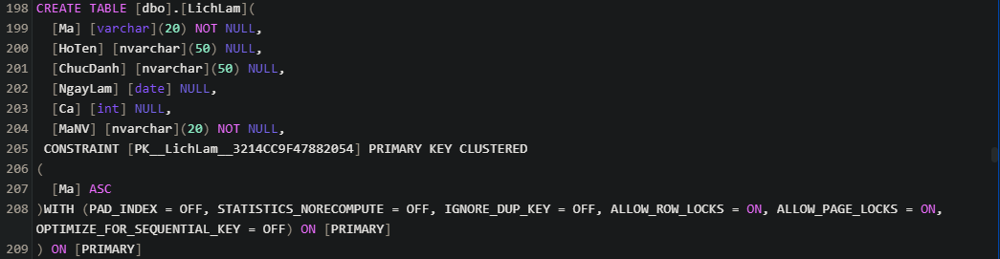 198 CREATE TABLE [dbo].[LichLam](
199   [Ma] [varchar](20) NOT NULL,
200   [HoTen] [nvarchar](50) NULL,
201   [ChucDanh] [nvarchar](50) NULL,
202   [NgayLam] [date] NULL,
203   [Ca] [int] NULL,
204   [MaNV] [nvarchar](20) NOT NULL,
205  CONSTRAINT [PK__LichLam__3214CC9F47882054] PRIMARY KEY CLUSTERED
206 (
207   [Ma] ASC
208 )WITH (PAD_INDEX = OFF, STATISTICS_NORECOMPUTE = OFF, IGNORE_DUP_KEY = OFF, ALLOW_ROW_LOCKS = ON, ALLOW_PAGE_LOCKS = ON,
OPTIMIZE_FOR_SEQUENTIAL_KEY = OFF) ON [PRIMARY]
209 ) ON [PRIMARY]